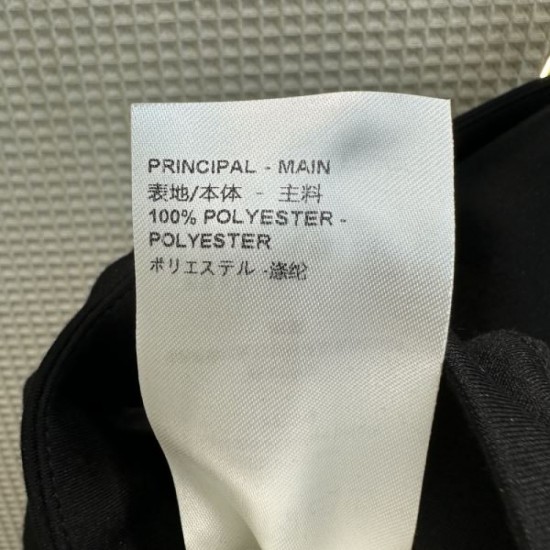 PRINCIPAL - MAIN
表地/本体 - 主料
100% POLYESTER -
POLYESTER
ポリエステル -涤纶